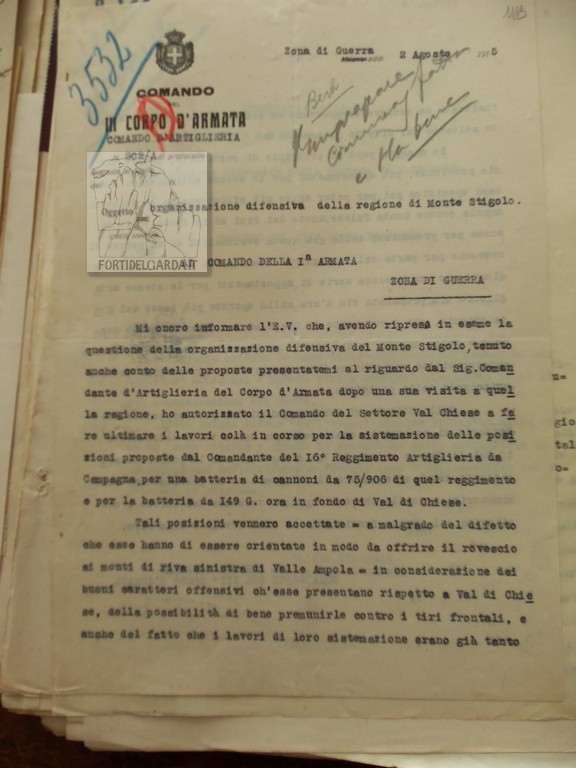 1113
3532
Zona di Guerra 2 Agosto 1915
COMANDO
DEL
III CORPO D'ARMATA
COMANDO D'ARTIGLIERIA
Oggetto
organizzazione difensiva della regione di Monte Stigolo.
FORTIDELGARDA.IT
COMANDO DELLA Iª ARMATA
ZONA DI GUERRA
Mi onoro informare l'E.V. che, avendo ripresa in esame la
questione della organizzazione difensiva del Monte Stigolo, tenuto
anche conto delle proposte presentatemi al riguardo dal Sig. Coman
dante d'Artiglieria del Corpo d'Armata dopo una sua visita a quel
la regione, ho autorizzato il Comando del Settore Val Chiese a fa
re ultinare i lavori colà in corso per la sistemazione delle posi
zioni proposte dal Comandante del 16° Reggimento Artiglieria da
Campagna, per una batteria di cannoni da 75/906 di quel reggimento
e per la batteria da 149 G. ora in fondo di Val di Chiese.
Tali posizioni vennero accettate = a malgrado del difetto
che esse hanno di essere orientate in modo da offrire il rovescio
ai monti di riva sinistra di Valle Ampola = in considerazione dei
buoni caratteri offensivi ch'esse presentano rispetto a Val di Chie
se, della possibilità di bene premunirle contro i tiri frontali, e
anche del fatto che i lavori di loro sistemazione erano già tanto